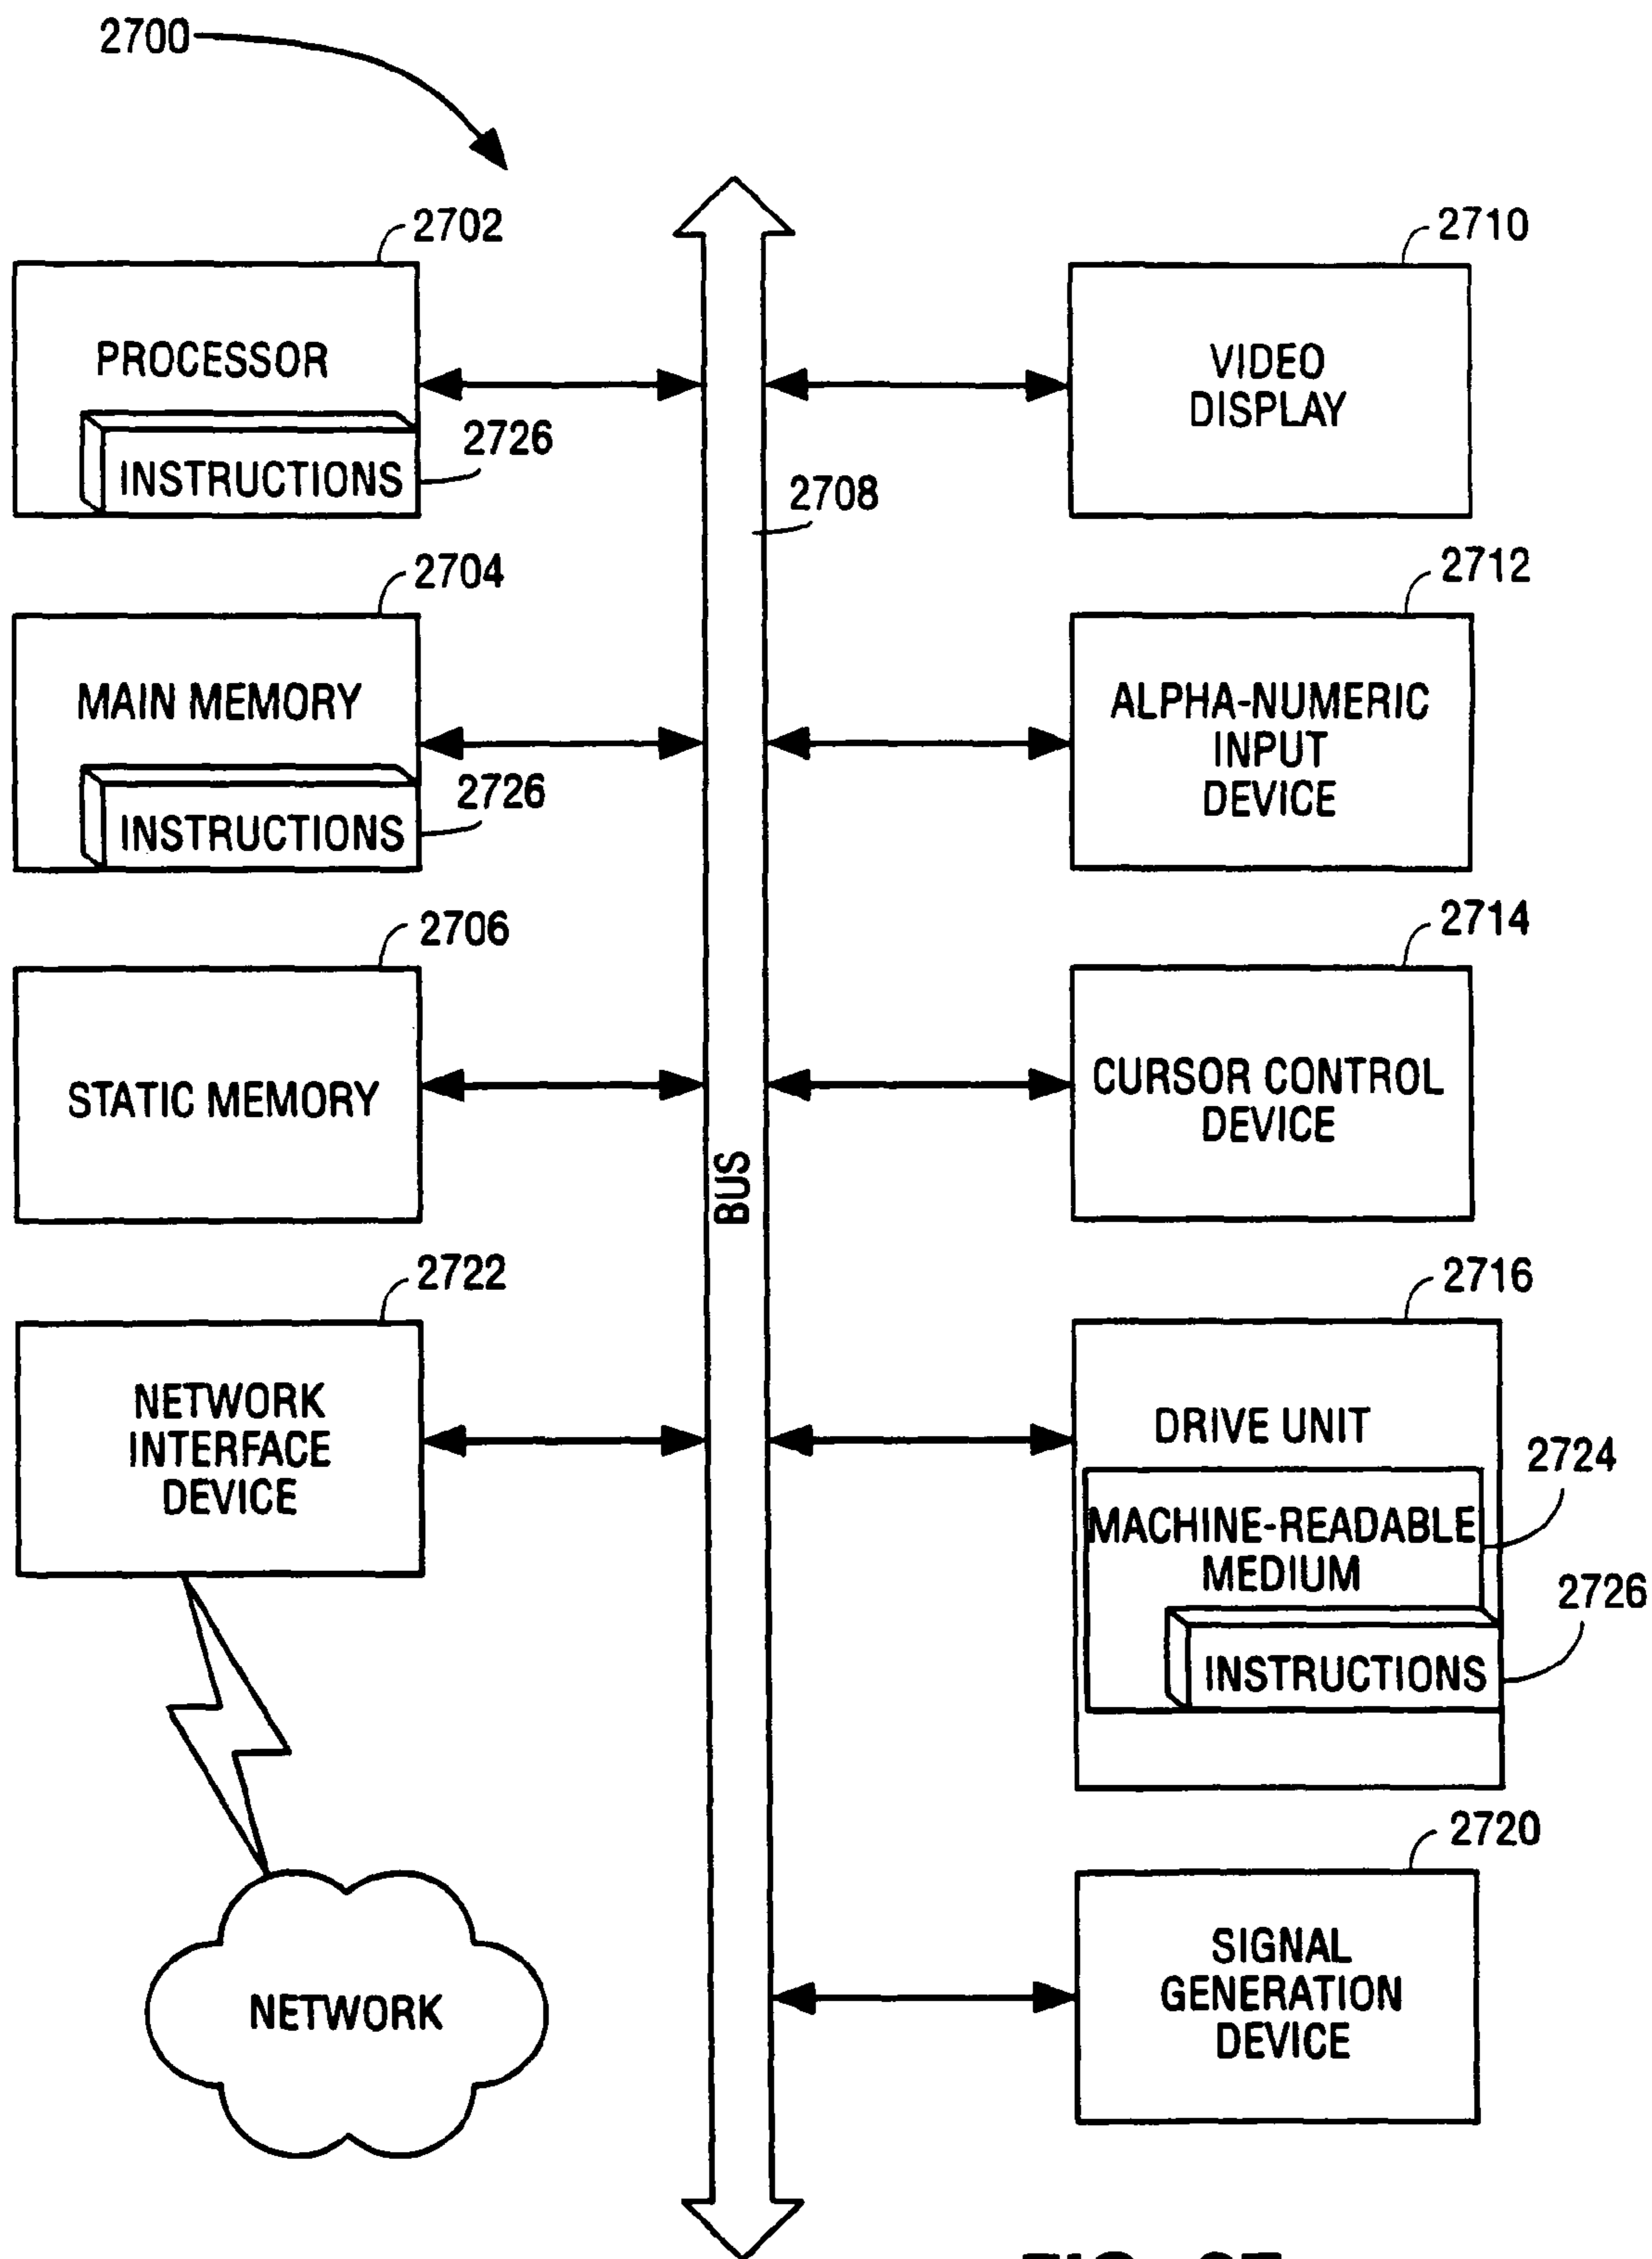 2700
2702
PROCESSOR
INSTRUCTIONS
2726
2704
MAIN MEMORY
INSTRUCTIONS
2726
2706
STATIC MEMORY
2722
NETWORK
INTERFACE
DEVICE
NETWORK
2708
BUS
2710
VIDEO
DISPLAY
2712
ALPHA-NUMERIC
INPUT
DEVICE
2714
CURSOR CONTROL
DEVICE
2716
DRIVE UNIT
2724
MACHINE-READABLE
MEDIUM
2726
INSTRUCTIONS
2720
SIGNAL
GENERATION
DEVICE